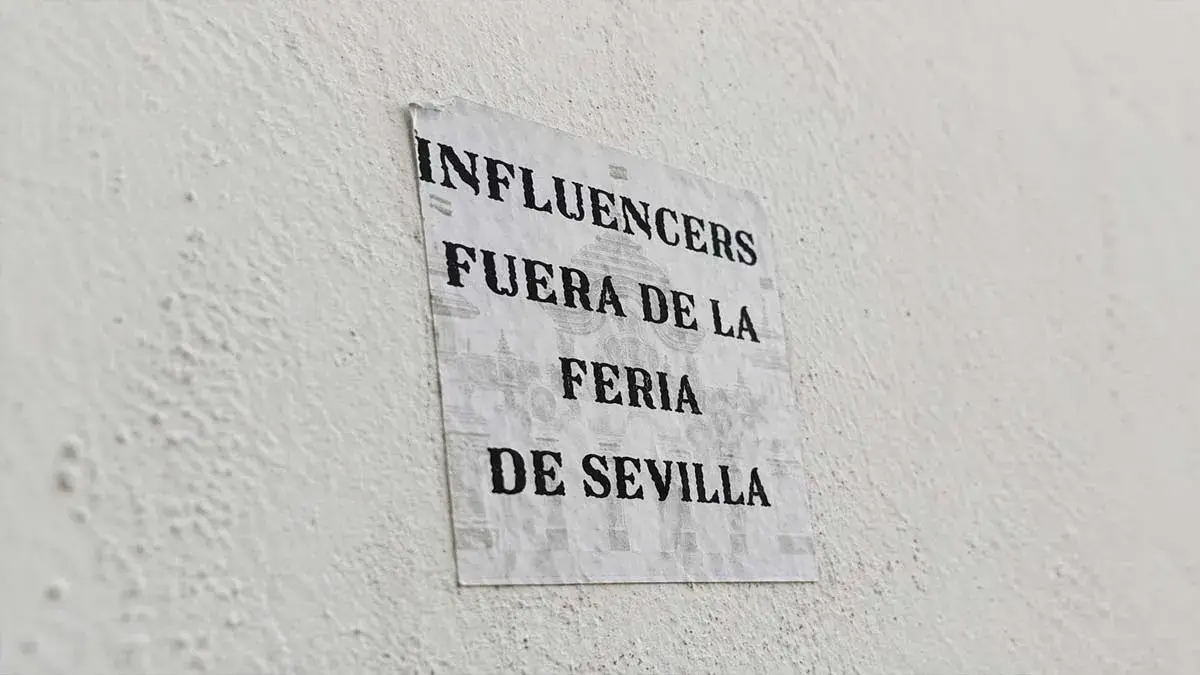 INFLUENCERS
FUERA DE LA
FERIA
DE SEVILLA